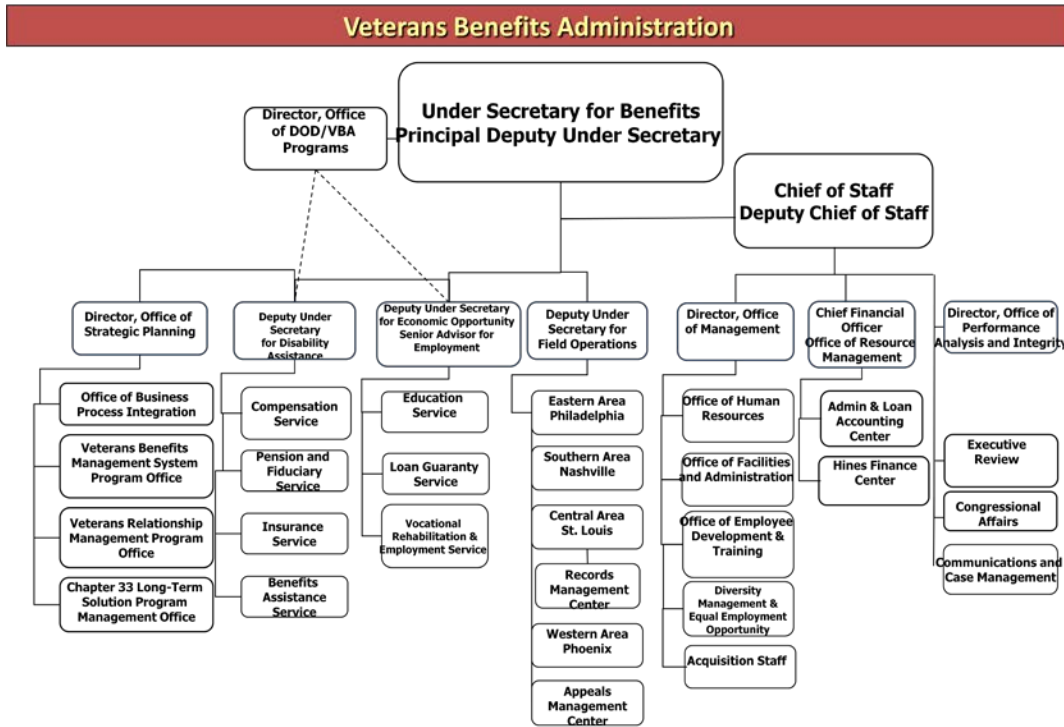 Veterans Benefits Administration
Under Secretary for Benefits
Principal Deputy Under Secretary
Director, Office
of DOD/VBA
Programs
Chief of Staff
Deputy Chief of Staff
Director, Office of
Strategic Planning
Deputy Under
Secretary
for Disability
Assistance
Deputy Under Secretary
for Economic Opportunity
Senior Advisor for
Employment
Deputy Under
Secretary for
Field Operations
Director, Office
of Management
Chief Financial
Officer
Office of Resource
Management
Director, Office of
Performance
Analysis and Integrity
Office of Business
Process Integration
Veterans Benefits
Management System
Program Office
Veterans Relationship
Management Program
Office
Chapter 33 Long-Term
Solution Program
Management Office
Compensation
Service
Pension and
Fiduciary
Service
Insurance
Service
Benefits
Assistance
Service
Education
Service
Loan Guaranty
Service
Vocational
Rehabilitation &
Employment Service
Eastern Area
Philadelphia
Southern Area
Nashville
Central Area
St. Louis
Records
Management
Center
Western Area
Phoenix
Appeals
Management
Center
Office of Human
Resources
Office of Facilities
and Administration
Office of Employee
Development &
Training
Diversity
Management &
Equal Employment
Opportunity
Acquisition Staff
Admin & Loan
Accounting
Center
Hines Finance
Center
Executive
Review
Congressional
Affairs
Communications and
Case Management